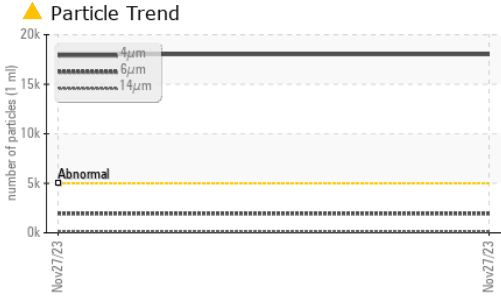 Particle Trend
number of particles (1 ml)
20k
15k
10k
5k
0k
4μm
6μm
14μm
Abnormal
Nov27/23
Nov27/23